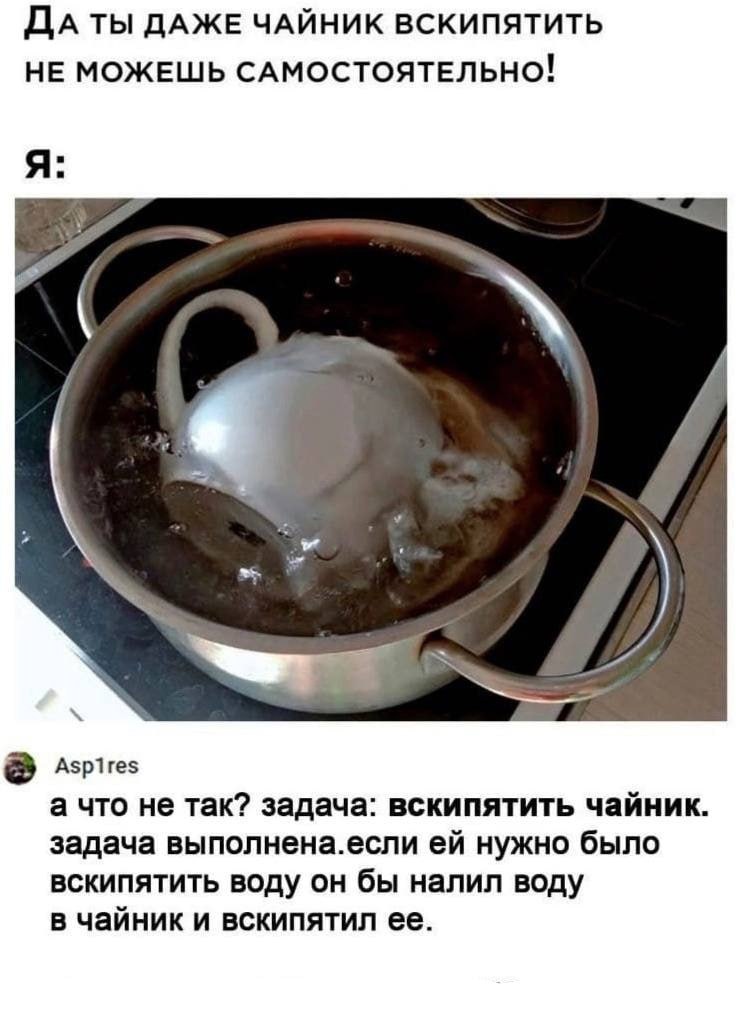 Да ты даже чайник вскипятить
не можешь самостоятельно!
Я:
Asp1res
а что не так? задача: вскипятить чайник.
задача выполнена.если ей нужно было
вскипятить воду он бы налил воду
в чайник и вскипятил ее.